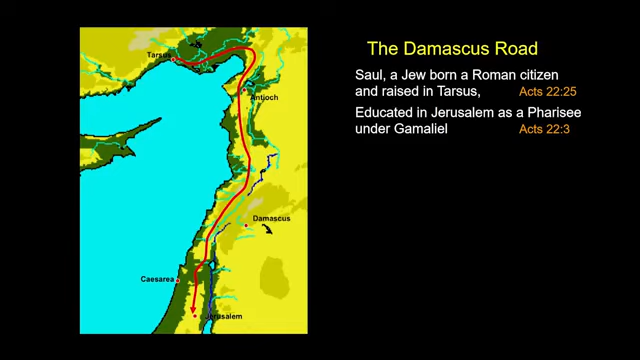 The Damascus Road
Saul, a Jew born a Roman citizen
and raised in Tarsus, Acts 22:25
Educated in Jerusalem as a Pharisee
under Gamaliel Acts 22:3
Tarsus
Antioch
Damascus
Caesarea
Jerusalem